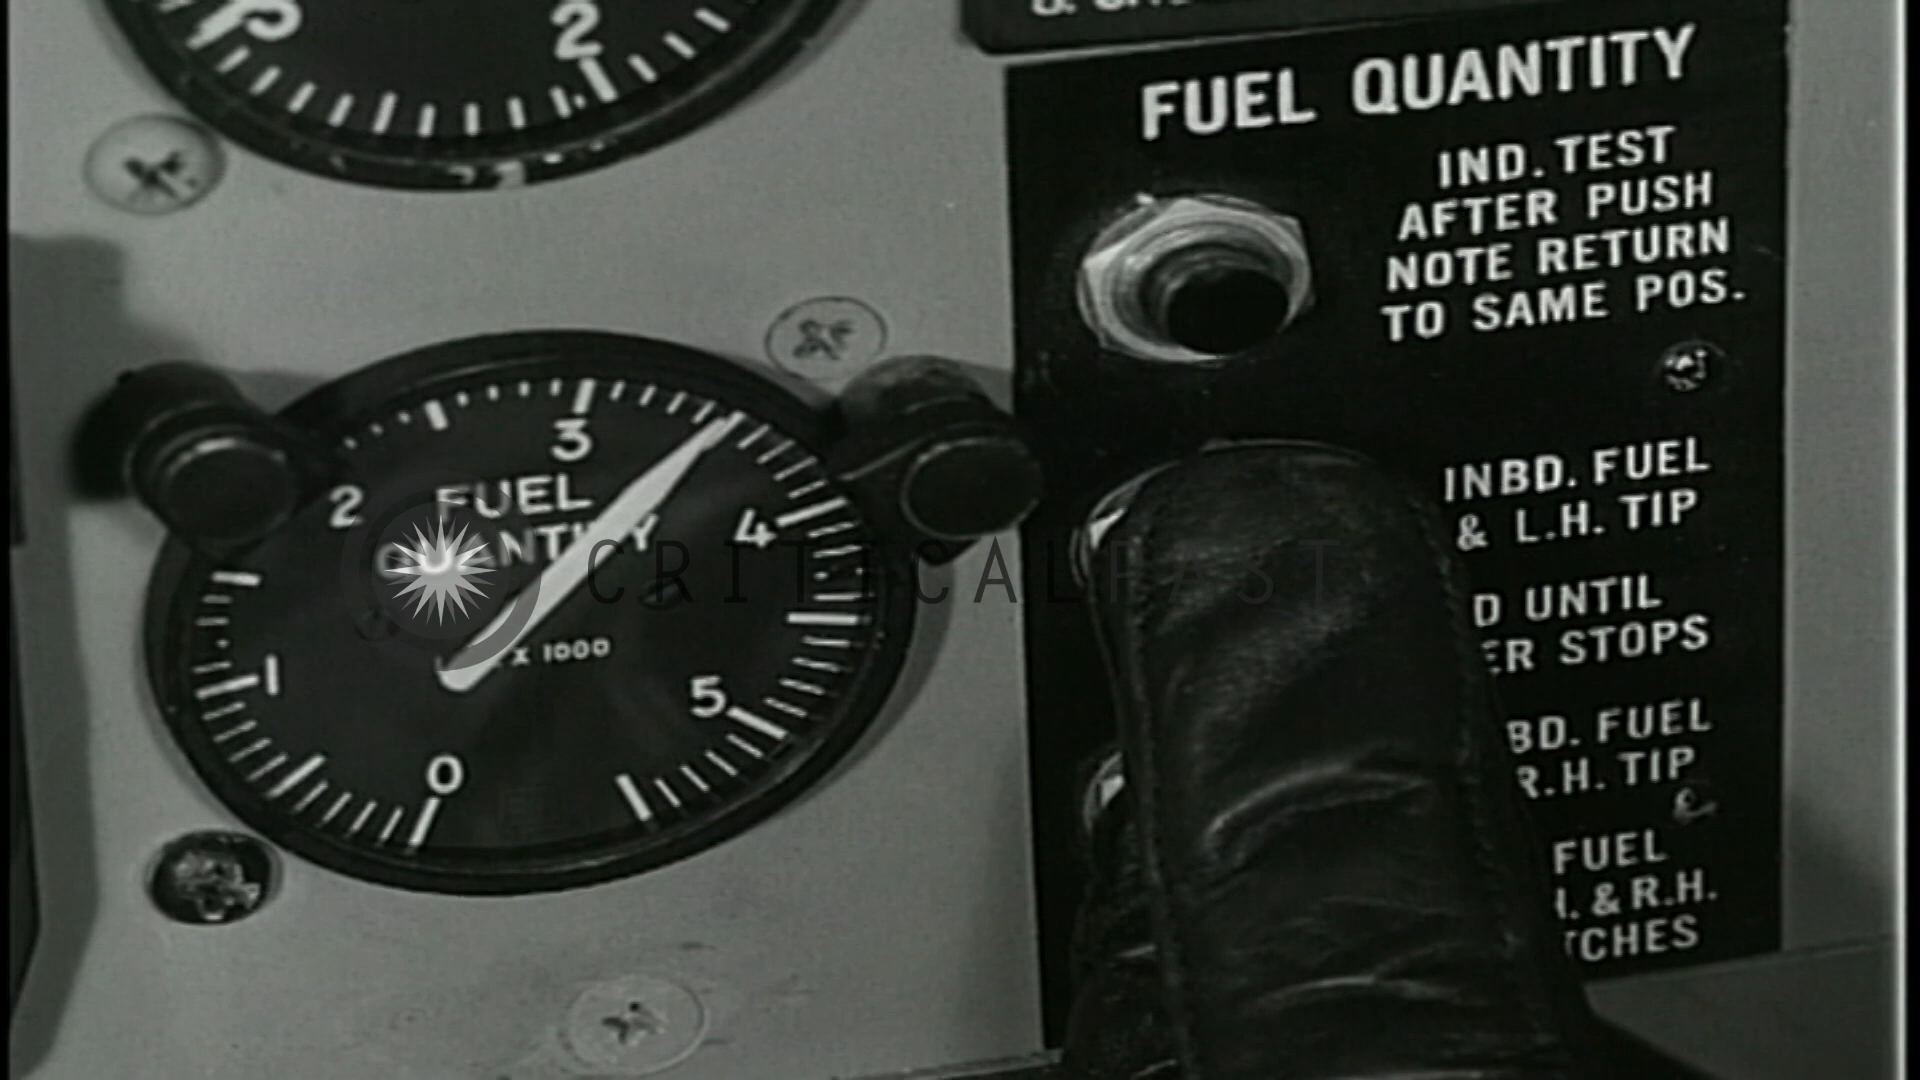 2
FUEL QUANTITY
IND. TEST
AFTER PUSH
NOTE RETURN
TO SAME POS.
INBD. FUEL
& L.H. TIP
D UNTIL
ER STOPS
BD. FUEL
R.H. TIP
FUEL
. & R.H.
TCHES
3
2
FUEL
QUANTITY
4
X 1000
1
5
0
CRITICALPAST